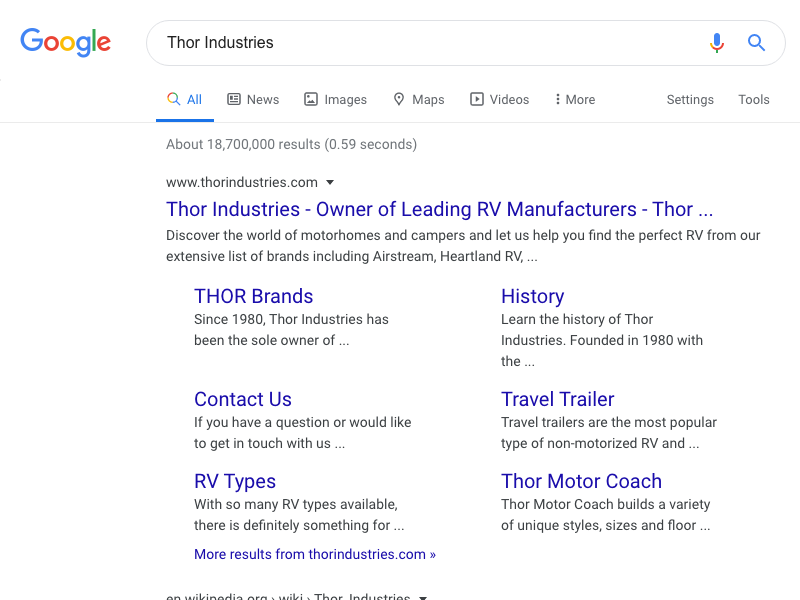 Google
Thor Industries
All News Images Maps Videos More Settings Tools
About 18,700,000 results (0.59 seconds)
www.thorindustries.com
Thor Industries - Owner of Leading RV Manufacturers - Thor ...
Discover the world of motorhomes and campers and let us help you find the perfect RV from our
extensive list of brands including Airstream, Heartland RV, ...
THOR Brands
Since 1980, Thor Industries has
been the sole owner of ...
History
Learn the history of Thor
Industries. Founded in 1980 with
the ...
Contact Us
If you have a question or would like
to get in touch with us ...
Travel Trailer
Travel trailers are the most popular
type of non-motorized RV and ...
RV Types
With so many RV types available,
there is definitely something for ...
Thor Motor Coach
Thor Motor Coach builds a variety
of unique styles, sizes and floor ...
More results from thorindustries.com »
en.wikipedia.org › wiki › Thor_Industries